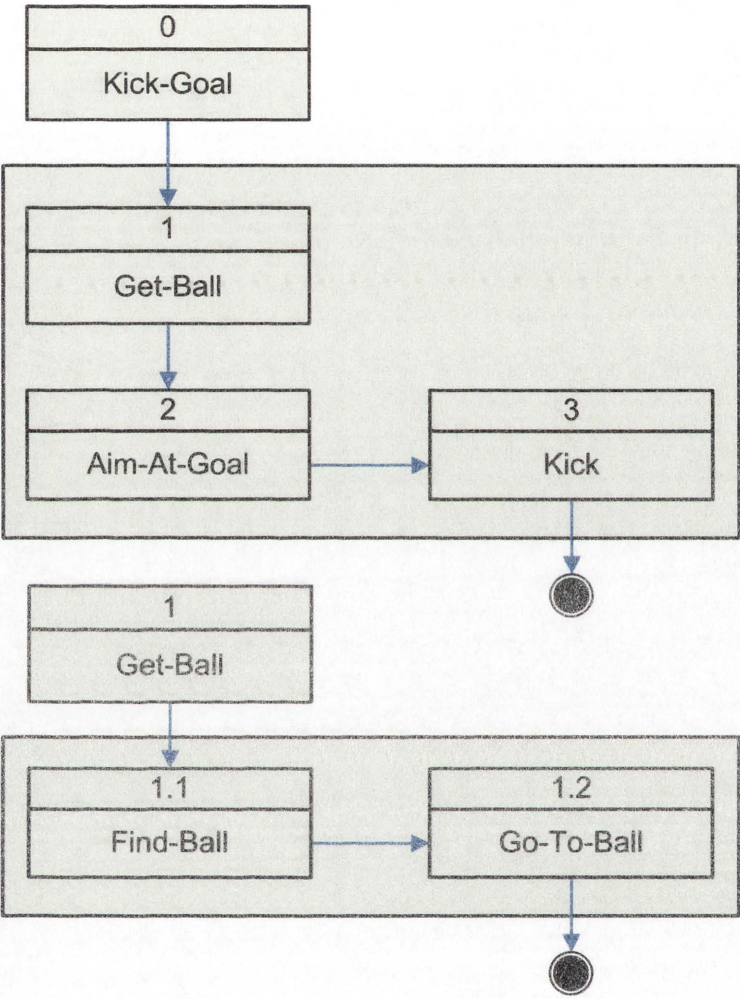 0
Kick-Goal
1
Get-Ball
2
Aim-At-Goal
3
Kick
1
Get-Ball
1.1
Find-Ball
1.2
Go-To-Ball